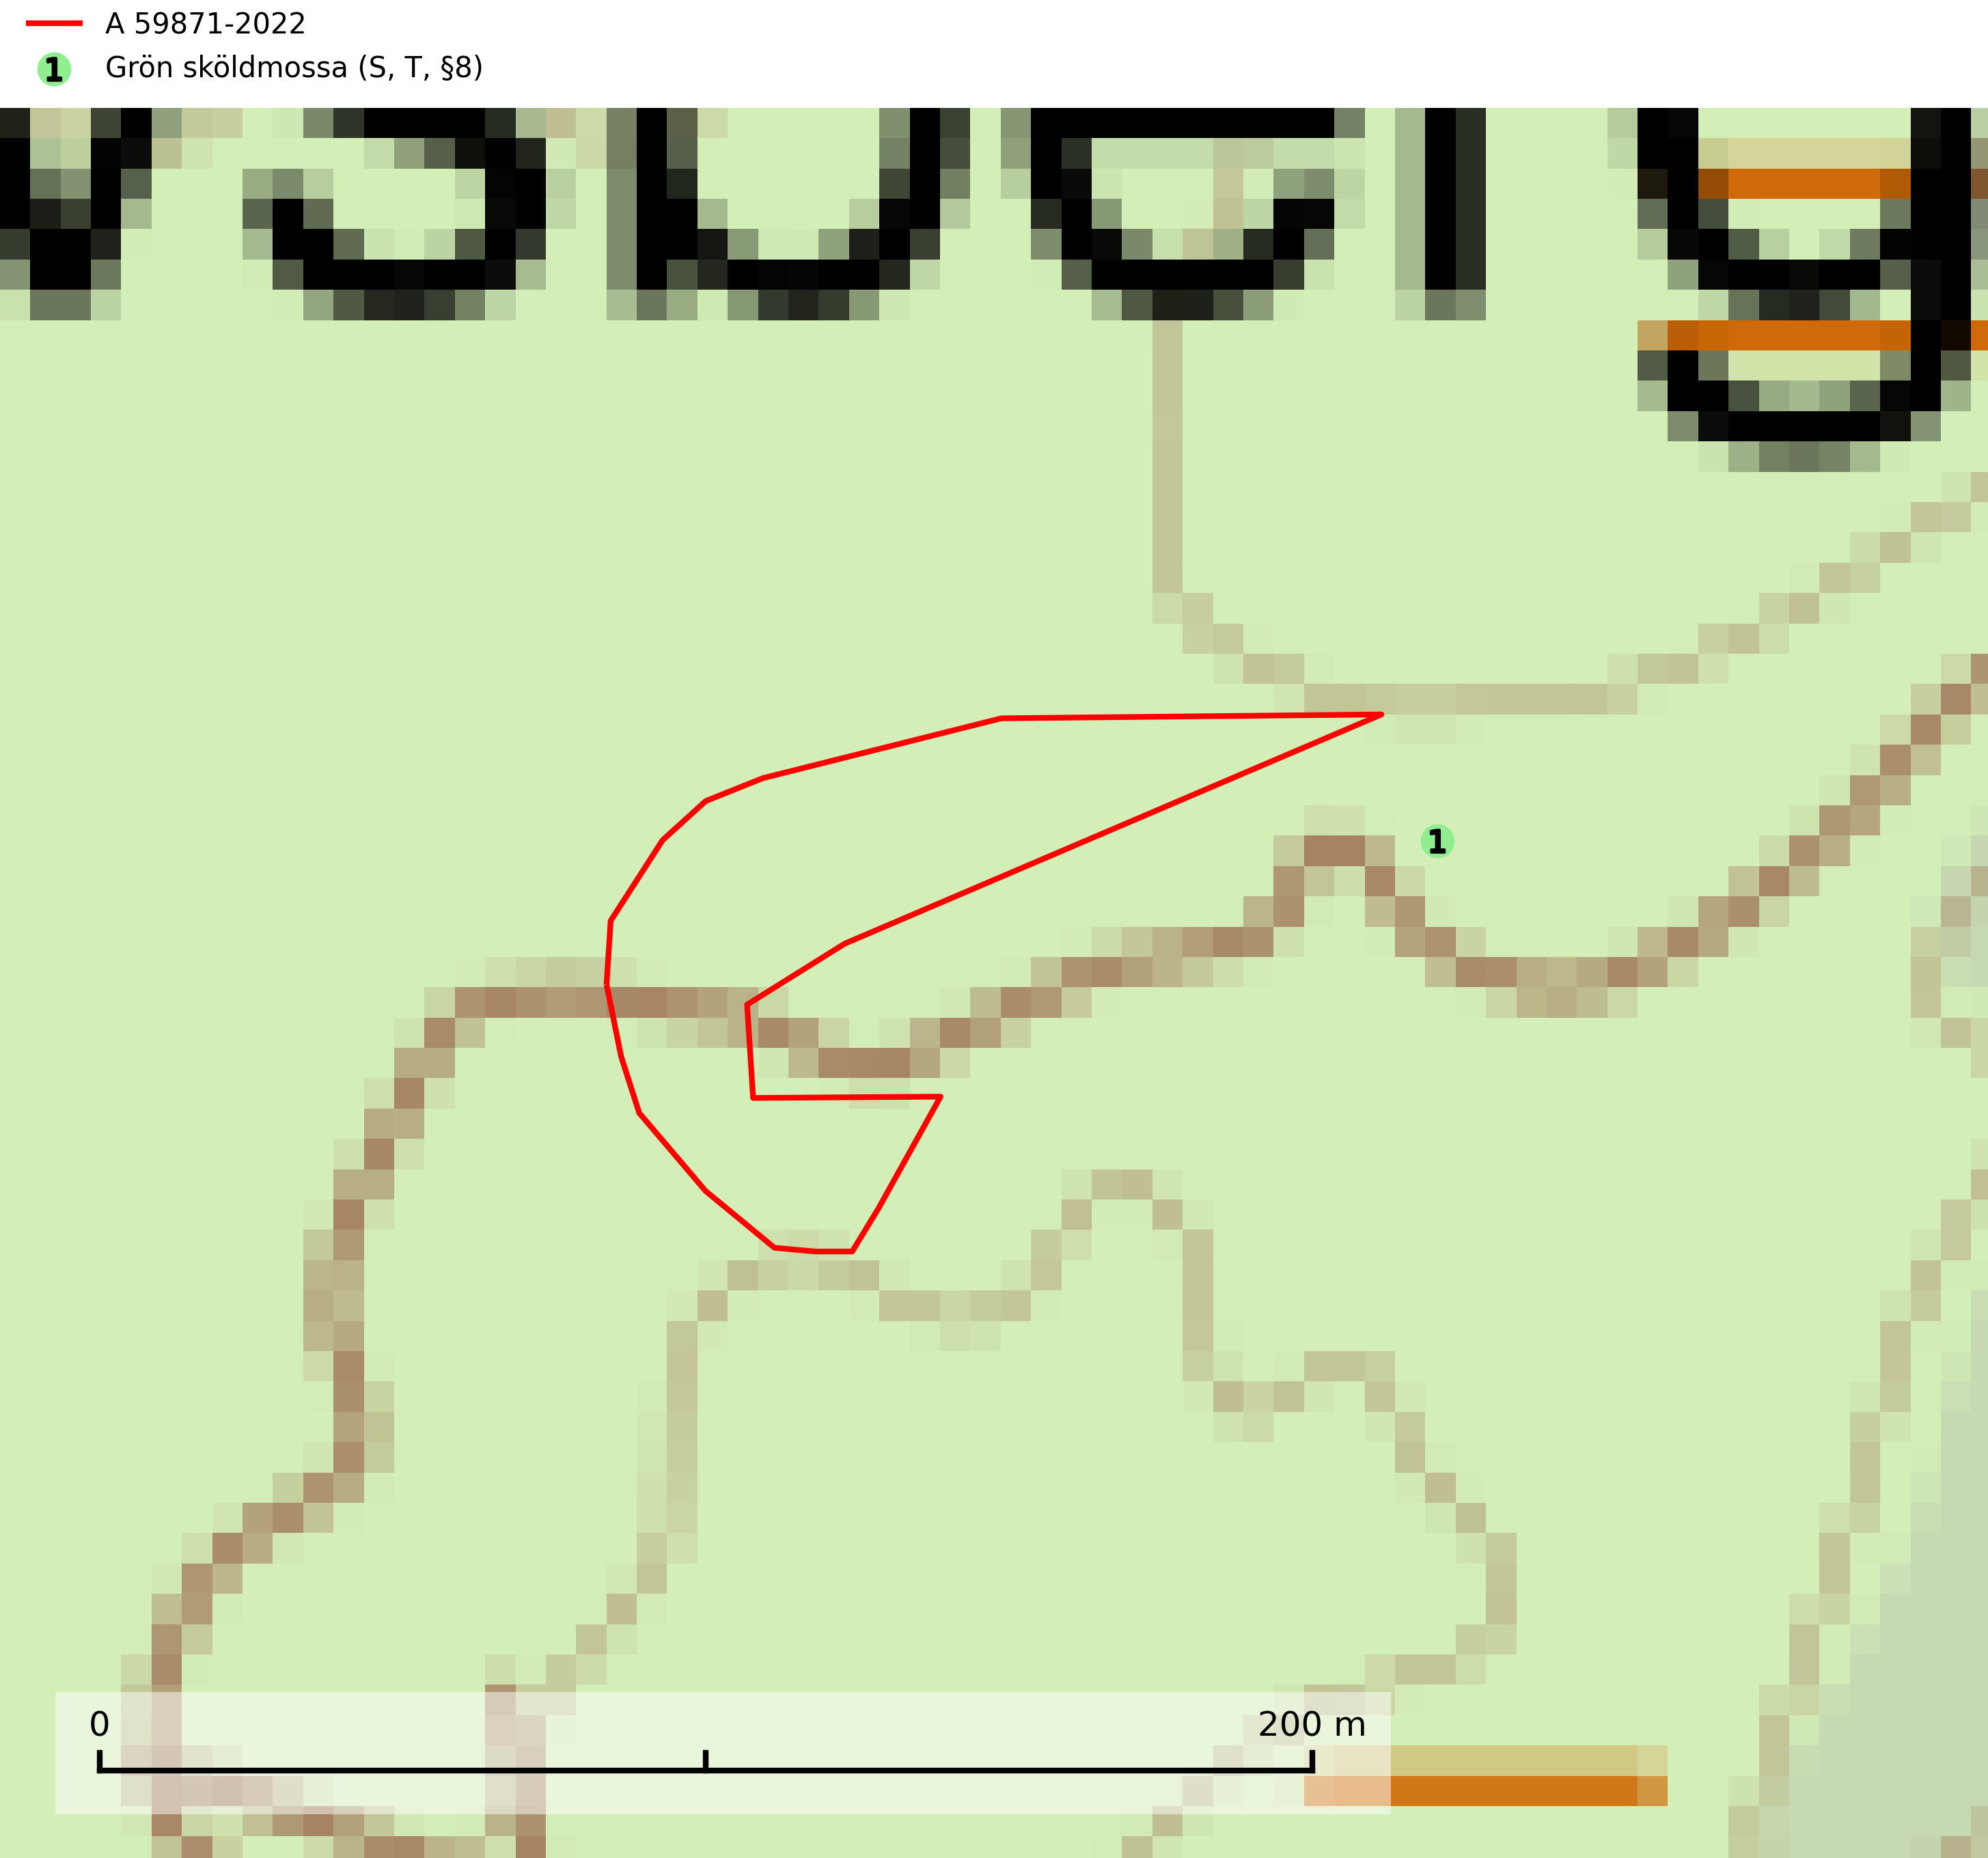 A 59871-2022
1 Grön sköldmossa (S, T, §8)
1
0 200 m